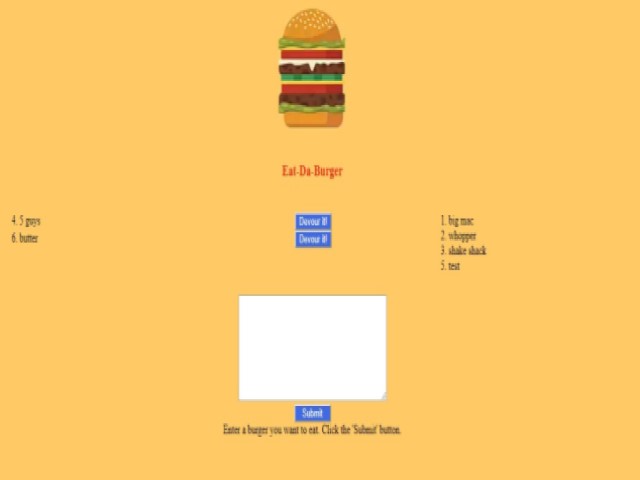 Eat-Da-Burger
4. 5 guys
Devour it!
6. butter
Devour it!
1. big mac
2. whopper
3. shake shack
5. test
Submit
Enter a burger you want to eat. Click the 'Submit' button.